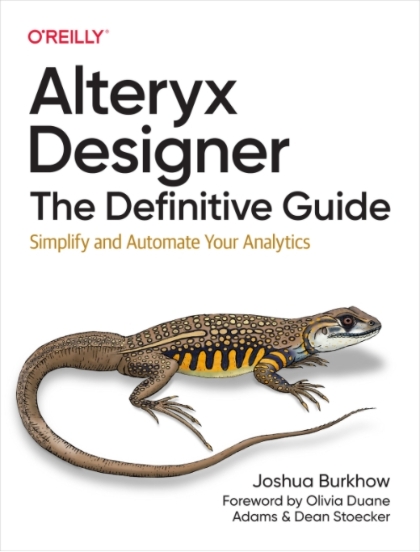 O'REILLY®
Alteryx
Designer
The Definitive Guide
Simplify and Automate Your Analytics
Joshua Burkhow
Foreword by Olivia Duane
Adams & Dean Stoecker